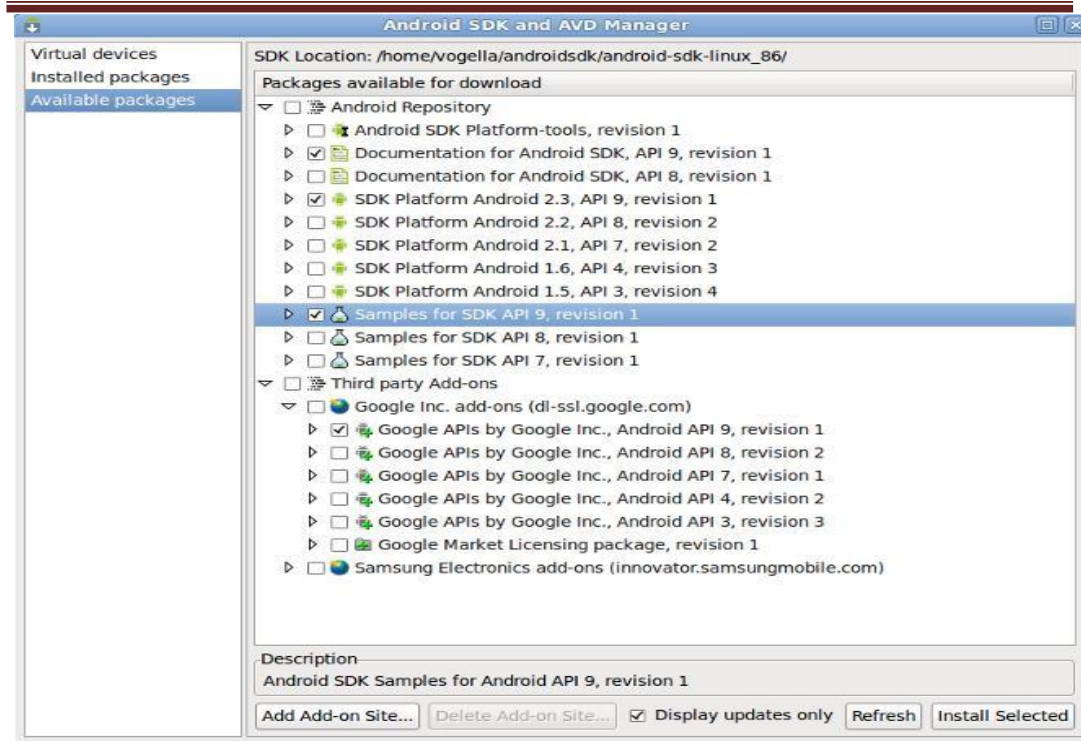 Android SDK and AVD Manager
Virtual devices
Installed packages
Available packages
SDK Location: /home/vogella/androidsdk/android-sdk-linux_86/
Packages available for download
Android Repository
Android SDK Platform-tools, revision 1
Documentation for Android SDK, API 9, revision 1
Documentation for Android SDK, API 8, revision 1
SDK Platform Android 2.3, API 9, revision 1
SDK Platform Android 2.2, API 8, revision 2
SDK Platform Android 2.1, API 7, revision 2
SDK Platform Android 1.6, API 4, revision 3
SDK Platform Android 1.5, API 3, revision 4
Samples for SDK API 9, revision 1
Samples for SDK API 8, revision 1
Samples for SDK API 7, revision 1
Third party Add-ons
Google Inc. add-ons (dl-ssl.google.com)
Google APIs by Google Inc., Android API 9, revision 1
Google APIs by Google Inc., Android API 8, revision 2
Google APIs by Google Inc., Android API 7, revision 1
Google APIs by Google Inc., Android API 4, revision 2
Google APIs by Google Inc., Android API 3, revision 3
Google Market Licensing package, revision 1
Samsung Electronics add-ons (innovator.samsungmobile.com)
Description
Android SDK Samples for Android API 9, revision 1
Add Add-on Site... Delete Add-on Site... Display updates only Refresh Install Selected